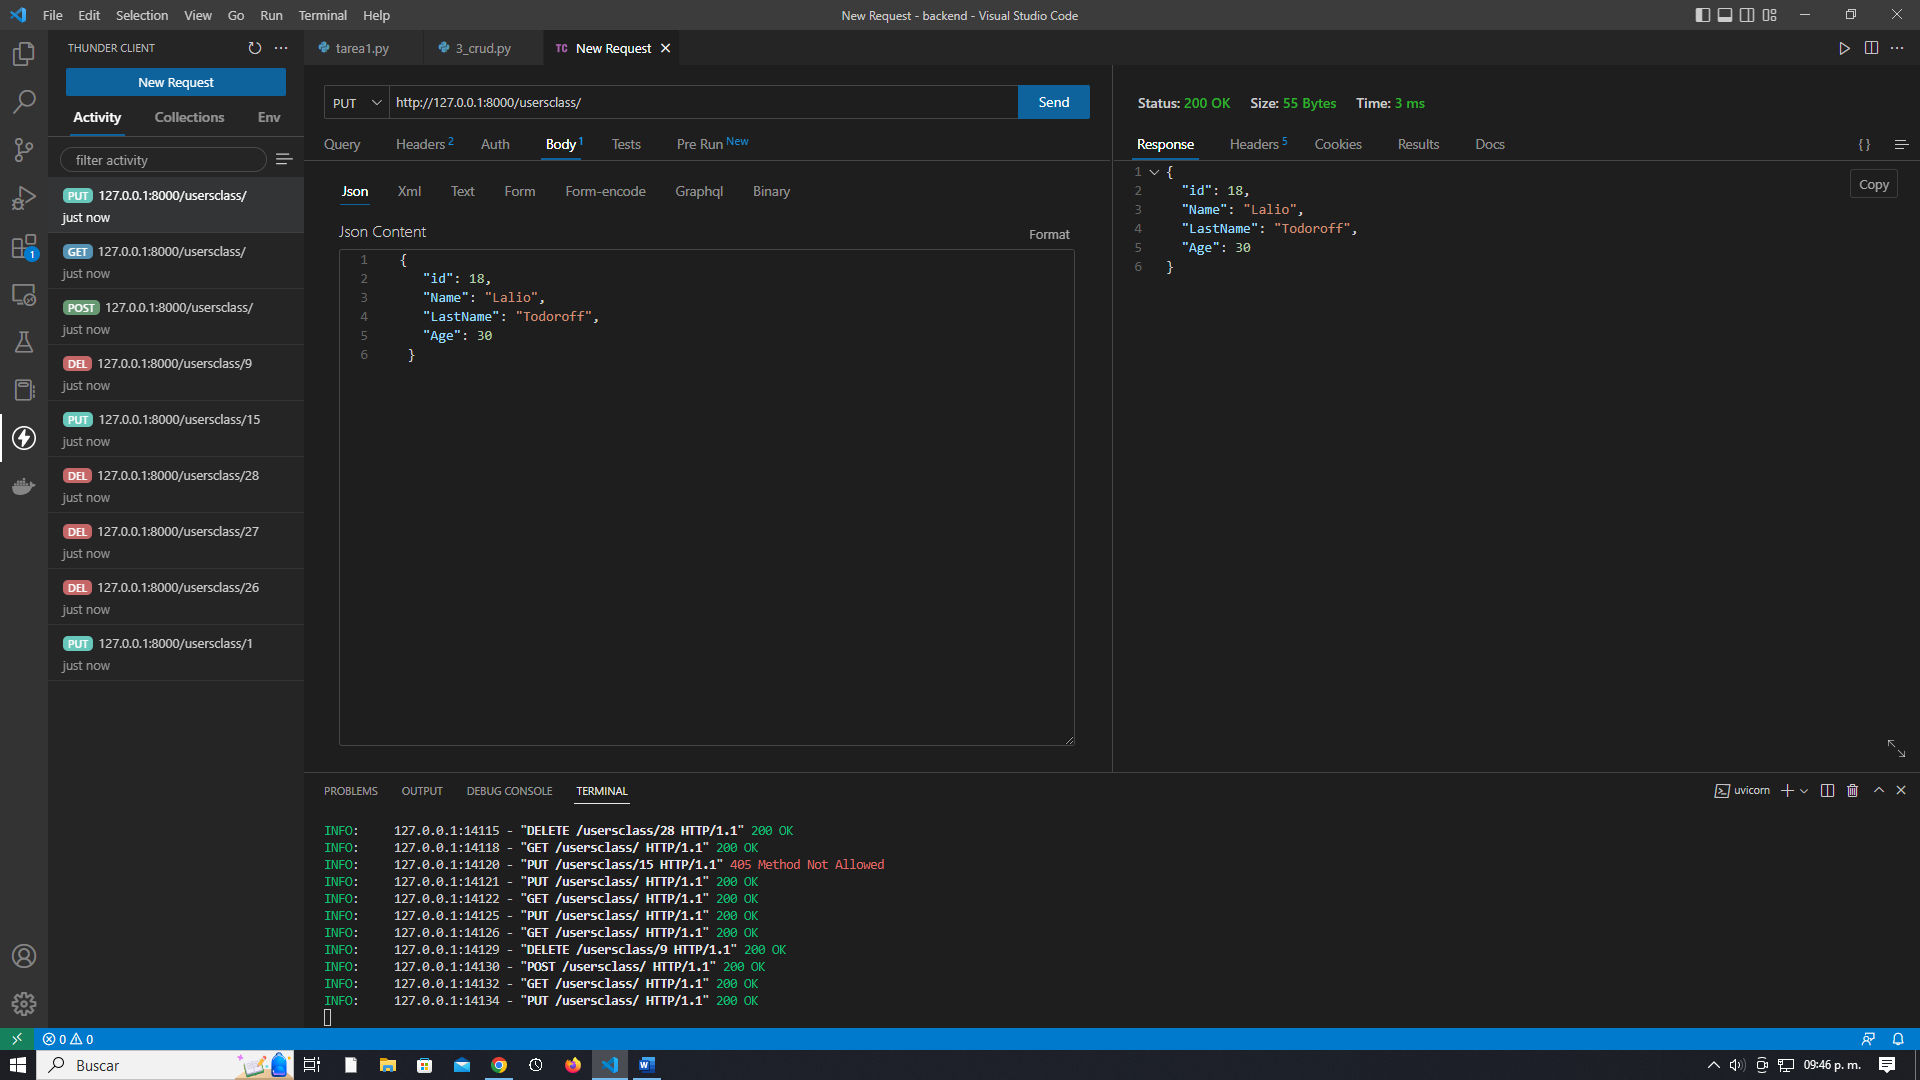 File Edit Selection View Go Run Terminal Help
New Request - backend - Visual Studio Code
THUNDER CLIENT
New Request
Activity Collections Env
filter activity
PUT 127.0.0.1:8000/usersclass/
just now
GET 127.0.0.1:8000/usersclass/
just now
POST 127.0.0.1:8000/usersclass/
just now
DEL 127.0.0.1:8000/usersclass/9
just now
PUT 127.0.0.1:8000/usersclass/15
just now
DEL 127.0.0.1:8000/usersclass/28
just now
DEL 127.0.0.1:8000/usersclass/27
just now
DEL 127.0.0.1:8000/usersclass/26
just now
PUT 127.0.0.1:8000/usersclass/1
just now
1
tarea1.py 3_crud.py TC New Request
PUT http://127.0.0.1:8000/usersclass/ Send
Query Headers 2 Auth Body 1 Tests Pre Run New
Json Xml Text Form Form-encode Graphql Binary
Json Content Format
1 {
2 "id": 18,
3 "Name": "Lalio",
4 "LastName": "Todoroff",
5 "Age": 30
6 }
Status: 200 OK Size: 55 Bytes Time: 3 ms
Response Headers 5 Cookies Results Docs { }
Copy
1 {
2 "id": 18,
3 "Name": "Lalio",
4 "LastName": "Todoroff",
5 "Age": 30
6 }
PROBLEMS OUTPUT DEBUG CONSOLE TERMINAL uvicorn
INFO: 127.0.0.1:14115 - "DELETE /usersclass/28 HTTP/1.1" 200 OK
INFO: 127.0.0.1:14118 - "GET /usersclass/ HTTP/1.1" 200 OK
INFO: 127.0.0.1:14120 - "PUT /usersclass/15 HTTP/1.1" 405 Method Not Allowed
INFO: 127.0.0.1:14121 - "PUT /usersclass/ HTTP/1.1" 200 OK
INFO: 127.0.0.1:14122 - "GET /usersclass/ HTTP/1.1" 200 OK
INFO: 127.0.0.1:14125 - "PUT /usersclass/ HTTP/1.1" 200 OK
INFO: 127.0.0.1:14126 - "GET /usersclass/ HTTP/1.1" 200 OK
INFO: 127.0.0.1:14129 - "DELETE /usersclass/9 HTTP/1.1" 200 OK
INFO: 127.0.0.1:14130 - "POST /usersclass/ HTTP/1.1" 200 OK
INFO: 127.0.0.1:14132 - "GET /usersclass/ HTTP/1.1" 200 OK
INFO: 127.0.0.1:14134 - "PUT /usersclass/ HTTP/1.1" 200 OK
0 0
Buscar
09:46 p. m.